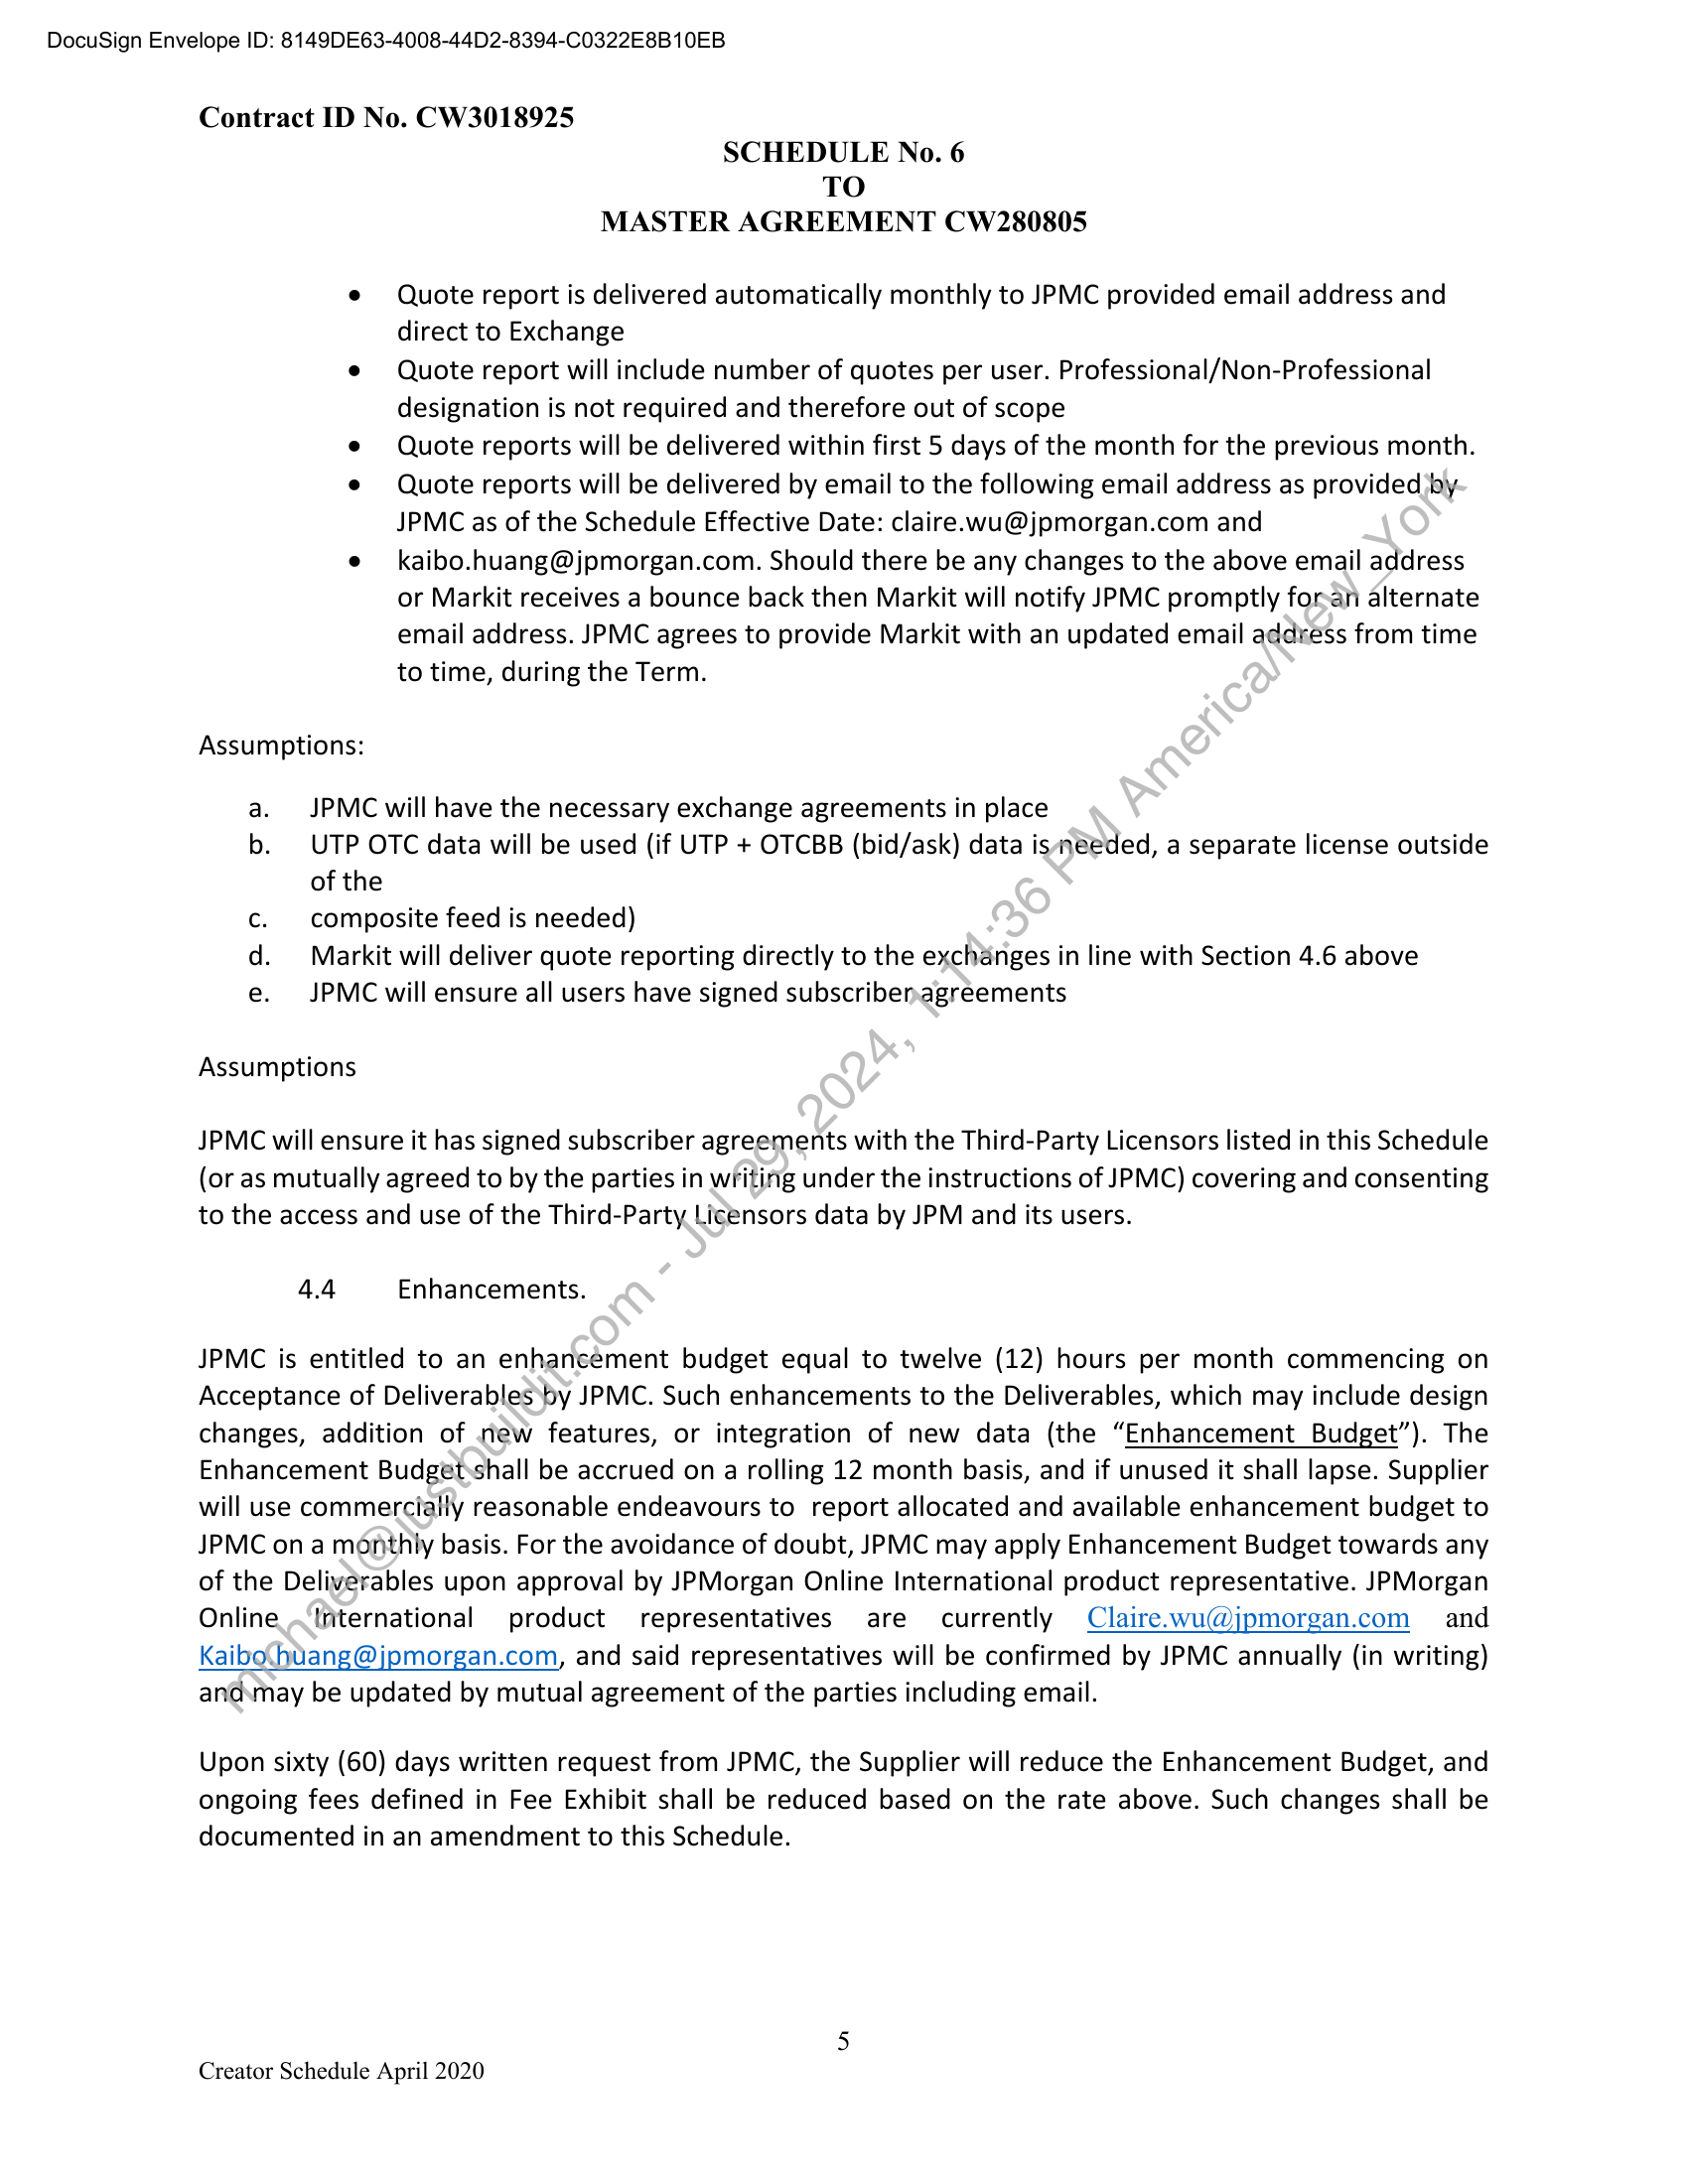 DocuSign Envelope ID: 8149DE63-4008-44D2-8394-C0322E8B10EB
Contract ID No. CW3018925
SCHEDULE No. 6
TO
MASTER AGREEMENT CW280805
• Quote report is delivered automatically monthly to JPMC provided email address and
direct to Exchange
• Quote report will include number of quotes per user. Professional/Non-Professional
designation is not required and therefore out of scope
• Quote reports will be delivered within first 5 days of the month for the previous month.
• Quote reports will be delivered by email to the following email address as provided by
JPMC as of the Schedule Effective Date: claire.wu@jpmorgan.com and
• kaibo.huang@jpmorgan.com. Should there be any changes to the above email address
or Markit receives a bounce back then Markit will notify JPMC promptly for an alternate
email address. JPMC agrees to provide Markit with an updated email address from time
to time, during the Term.
Assumptions:
a. JPMC will have the necessary exchange agreements in place
b. UTP OTC data will be used (if UTP + OTCBB (bid/ask) data is needed, a separate license outside
of the
c. composite feed is needed)
d. Markit will deliver quote reporting directly to the exchanges in line with Section 4.6 above
e. JPMC will ensure all users have signed subscriber agreements
Assumptions
JPMC will ensure it has signed subscriber agreements with the Third-Party Licensors listed in this Schedule
(or as mutually agreed to by the parties in writing under the instructions of JPMC) covering and consenting
to the access and use of the Third-Party Licensors data by JPM and its users.
4.4 Enhancements.
JPMC is entitled to an enhancement budget equal to twelve (12) hours per month commencing on
Acceptance of Deliverables by JPMC. Such enhancements to the Deliverables, which may include design
changes, addition of new features, or integration of new data (the “Enhancement Budget”). The
Enhancement Budget shall be accrued on a rolling 12 month basis, and if unused it shall lapse. Supplier
will use commercially reasonable endeavours to report allocated and available enhancement budget to
JPMC on a monthly basis. For the avoidance of doubt, JPMC may apply Enhancement Budget towards any
of the Deliverables upon approval by JPMorgan Online International product representative. JPMorgan
Online International product representatives are currently Claire.wu@jpmorgan.com and
Kaibo.huang@jpmorgan.com, and said representatives will be confirmed by JPMC annually (in writing)
and may be updated by mutual agreement of the parties including email.
Upon sixty (60) days written request from JPMC, the Supplier will reduce the Enhancement Budget, and
ongoing fees defined in Fee Exhibit shall be reduced based on the rate above. Such changes shall be
documented in an amendment to this Schedule.
5
Creator Schedule April 2020
michael@justbuildit.com - Jul 29, 2024, 1:14:36 PM America/New_York